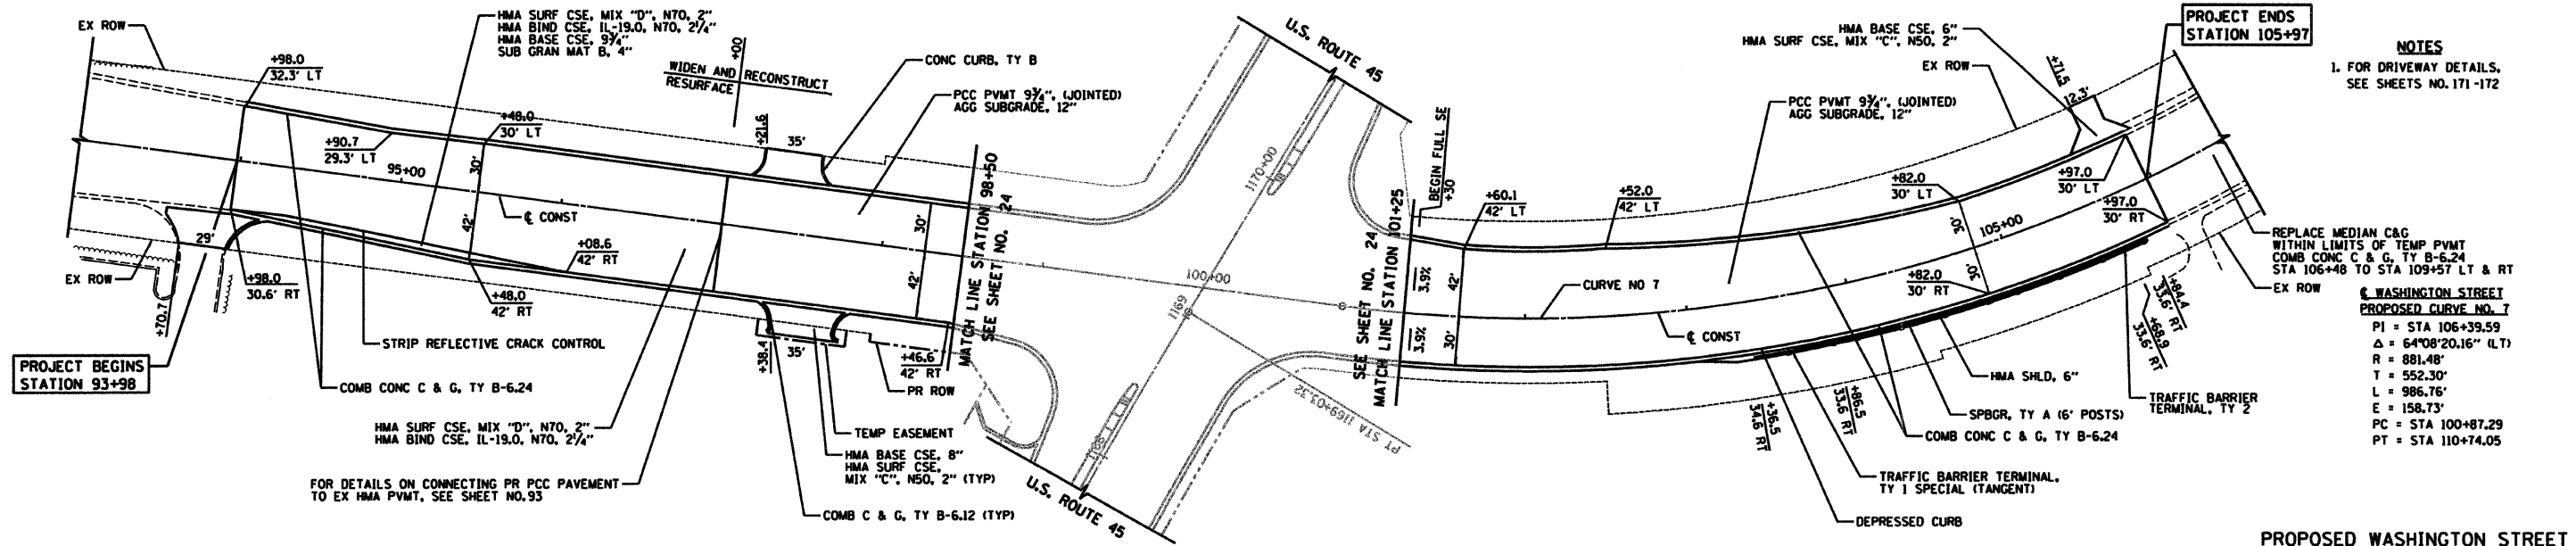 EX ROW
+98.0
32.3' LT
HMA SURF CSE, MIX "D", N70, 2"
HMA BIND CSE, IL-19.0, N70, 2¼"
HMA BASE CSE, 9¾"
SUB GRAN MAT B, 4"
+00
WIDEN AND RECONSTRUCT
RESURFACE
CONC CURB, TY B
PCC PVMT 9¾", (JOINTED)
AGG SUBGRADE, 12"
+90.7
29.3' LT
95+00
+48.0
30' LT
30'
42'
+21.6
35'
℄ CONST
+08.6
42' RT
29'
EX ROW
+70.7
+98.0
30.6' RT
+48.0
42' RT
STRIP REFLECTIVE CRACK CONTROL
PROJECT BEGINS
STATION 93+98
COMB CONC C & G, TY B-6.24
HMA SURF CSE, MIX "D", N70, 2"
HMA BIND CSE, IL-19.0, N70, 2¼"
FOR DETAILS ON CONNECTING PR PCC PAVEMENT
TO EX HMA PVMT, SEE SHEET NO.93
+38.4
35'
30'
42'
+46.6
42' RT
PR ROW
TEMP EASEMENT
HMA BASE CSE, 8"
HMA SURF CSE,
MIX "C", N50, 2" (TYP)
COMB C & G, TY B-6.12 (TYP)
MATCH LINE STATION 98+50
SEE SHEET NO. 24
U.S. ROUTE 45
1170+00
100+00
1169
1168
PT STA 1169+03.32
U.S. ROUTE 45
SEE SHEET NO. 24
MATCH LINE STATION 101+25
BEGIN FULL SE
+30
3.9%
3.9%
42'
30'
+60.1
42' LT
+52.0
42' LT
PCC PVMT 9¾", (JOINTED)
AGG SUBGRADE, 12"
HMA BASE CSE, 6"
HMA SURF CSE, MIX "C", N50, 2"
EX ROW
+71.5
12.3'
PROJECT ENDS
STATION 105+97
NOTES
1. FOR DRIVEWAY DETAILS,
SEE SHEETS NO. 171 -172
+82.0
30' LT
+97.0
30' LT
+97.0
30' RT
105+00
30'
30'
+82.0
30' RT
CURVE NO 7
℄ CONST
+84.4
33.6' RT
+68.9
33.6' RT
HMA SHLD, 6"
SPBGR, TY A (6' POSTS)
COMB CONC C & G, TY B-6.24
TRAFFIC BARRIER
TERMINAL, TY 2
+36.5
34.6 RT
+86.5
33.6 RT
TRAFFIC BARRIER TERMINAL,
TY 1 SPECIAL (TANGENT)
DEPRESSED CURB
REPLACE MEDIAN C&G
WITHIN LIMITS OF TEMP PVMT
COMB CONC C & G, TY B-6.24
STA 106+48 TO STA 109+57 LT & RT
EX ROW
℄ WASHINGTON STREET
PROPOSED CURVE NO. 7
PI = STA 106+39.59
Δ = 64°08'20.16" (LT)
R = 881.48'
T = 552.30'
L = 986.76'
E = 158.73'
PC = STA 100+87.29
PT = STA 110+74.05
PROPOSED WASHINGTON STREET